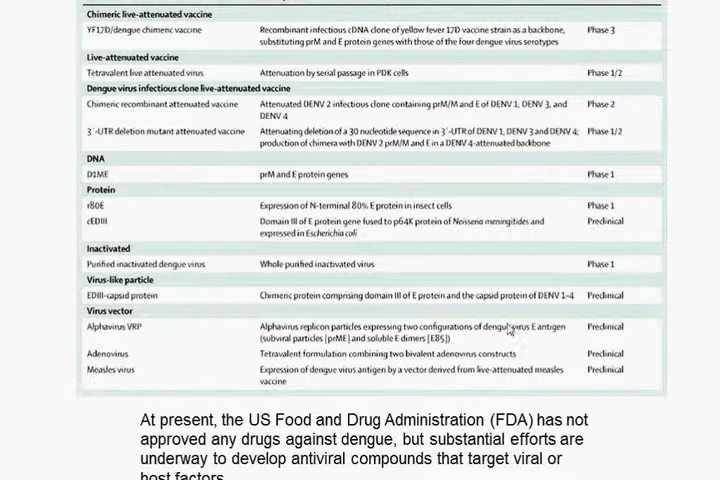 Chimeric live-attenuated vaccine
YF17D/dengue chimeric vaccine Recombinant infectious cDNA clone of yellow fever 17D vaccine strain as a backbone, Phase 3
substituting prM and E protein genes with those of the four dengue virus serotypes
Live-attenuated vaccine
Tetravalent live attenuated virus Attenuation by serial passage in PDK cells Phase 1/2
Dengue virus infectious clone live-attenuated vaccine
Chimeric recombinant attenuated vaccine Attenuated DENV 2 infectious clone containing prM/M and E of DENV 1, DENV 3, and Phase 2
DENV 4
3´-UTR deletion mutant attenuated vaccine Attenuating deletion of a 30 nucleotide sequence in 3´-UTR of DENV 1, DENV 3 and DENV 4; Phase 1/2
production of chimera with DENV 2 prM/M and E in a DENV 4-attenuated backbone
DNA
D1ME prM and E protein genes Phase 1
Protein
r80E Expression of N-terminal 80% E protein in insect cells Phase 1
cEDIII Domain III of E protein gene fused to p64K protein of Neisseria meningitides and Preclinical
expressed in Escherichia coli
Inactivated
Purified inactivated dengue virus Whole purified inactivated virus Phase 1
Virus-like particle
EDIII-capsid protein Chimeric protein comprising domain III of E protein and the capsid protein of DENV 1–4 Preclinical
Virus vector
Alphavirus VRP Alphavirus replicon particles expressing two configurations of dengue virus E antigen Preclinical
(subviral particles [prME] and soluble E dimers [E85])
Adenovirus Tetravalent formulation combining two bivalent adenovirus constructs Preclinical
Measles virus Expression of dengue virus antigen by a vector derived from live-attenuated measles Preclinical
vaccine
At present, the US Food and Drug Administration (FDA) has not
approved any drugs against dengue, but substantial efforts are
underway to develop antiviral compounds that target viral or
host factors